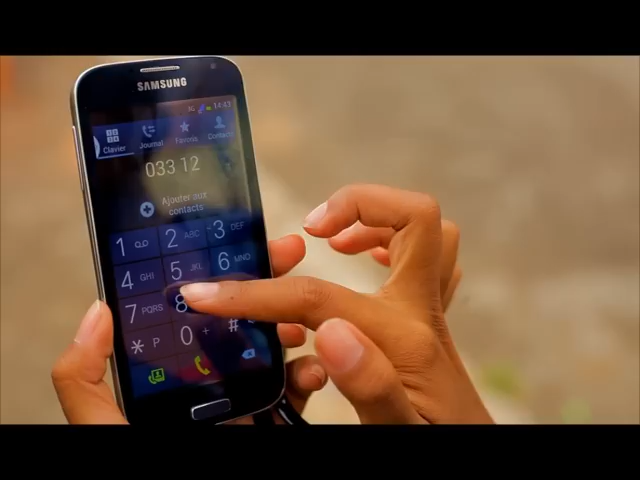 SAMSUNG
3G 14:43
Clavier Journal Favoris Contacts
033 12
Ajouter aux
contacts
1 2 ABC 3 DEF
4 GHI 5 JKL 6 MNO
7 PQRS 8
* P 0 + #